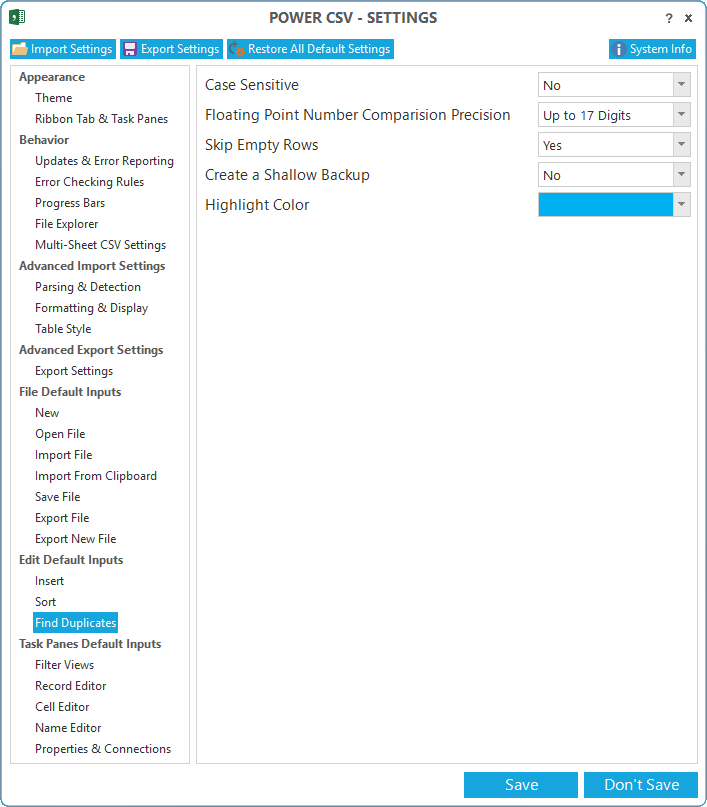 POWER CSV - SETTINGS
? x
Import Settings Export Settings Restore All Default Settings System Info
Appearance
Theme
Ribbon Tab & Task Panes
Behavior
Updates & Error Reporting
Error Checking Rules
Progress Bars
File Explorer
Multi-Sheet CSV Settings
Advanced Import Settings
Parsing & Detection
Formatting & Display
Table Style
Advanced Export Settings
Export Settings
File Default Inputs
New
Open File
Import File
Import From Clipboard
Save File
Export File
Export New File
Edit Default Inputs
Insert
Sort
Find Duplicates
Task Panes Default Inputs
Filter Views
Record Editor
Cell Editor
Name Editor
Properties & Connections
Case Sensitive No
Floating Point Number Comparision Precision Up to 17 Digits
Skip Empty Rows Yes
Create a Shallow Backup No
Highlight Color
Save Don't Save